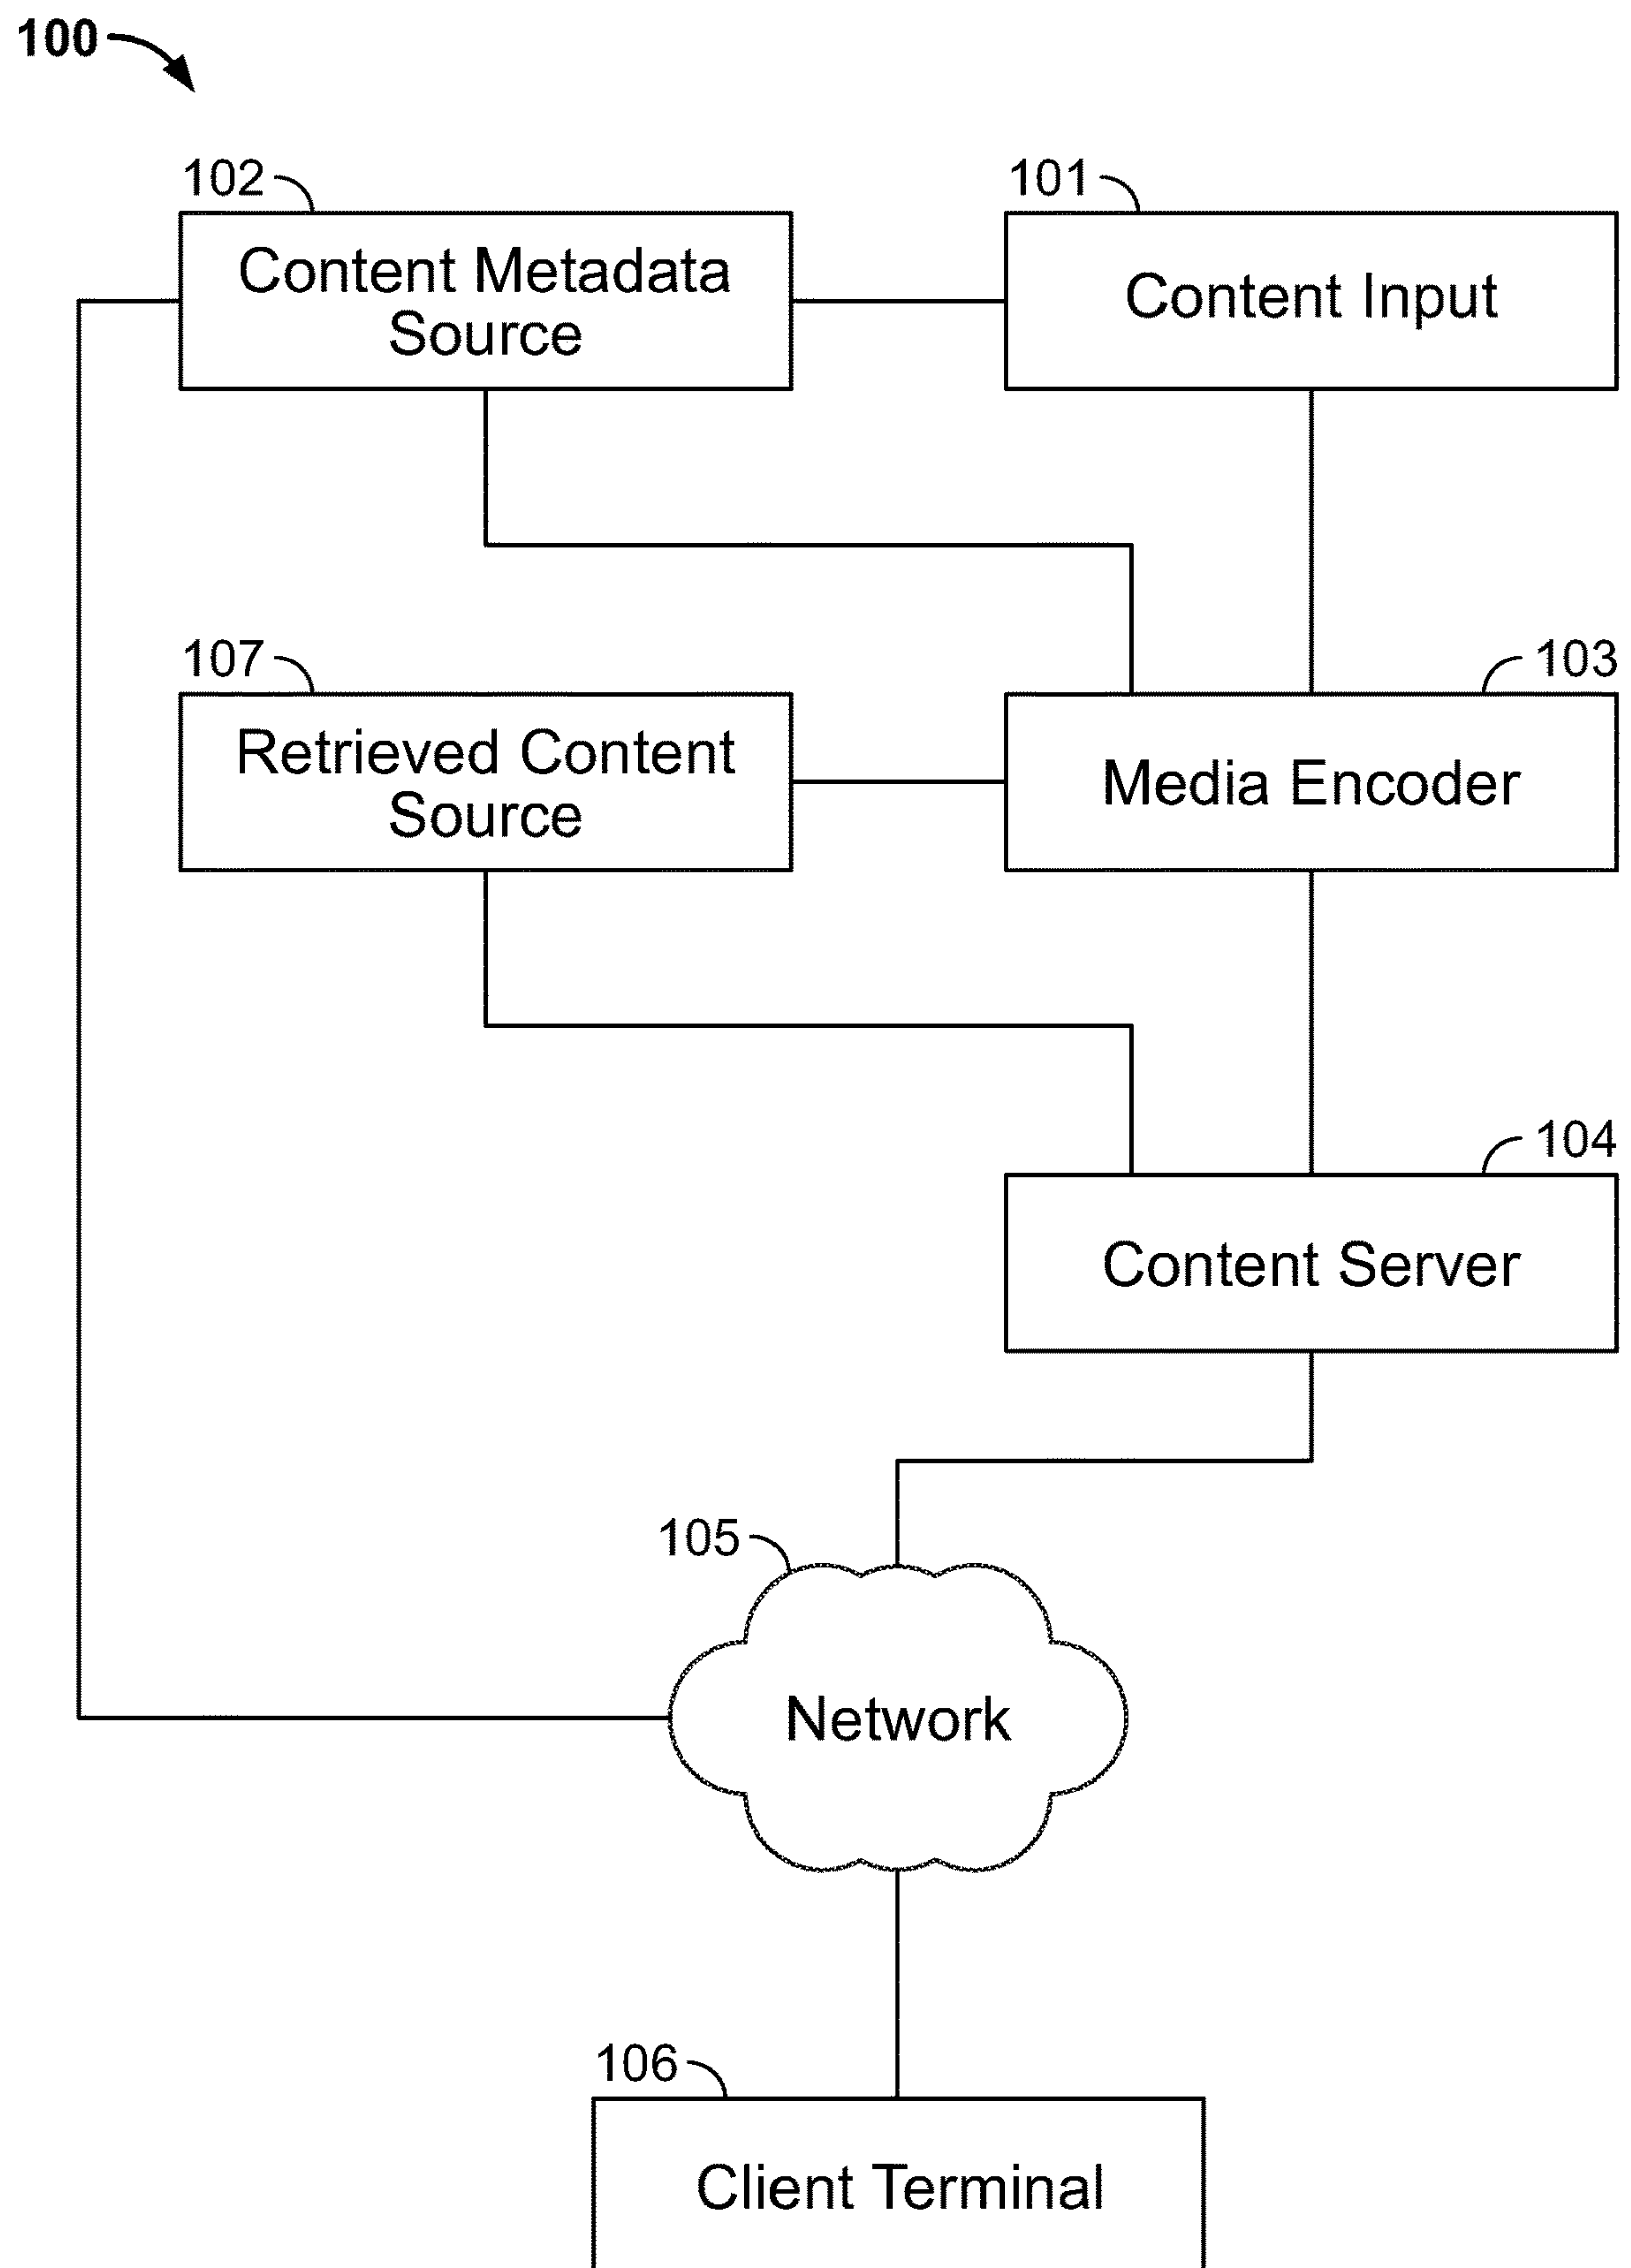 100
102
101
Content Metadata
Source
Content Input
107
103
Retrieved Content
Source
Media Encoder
104
Content Server
105
Network
106
Client Terminal